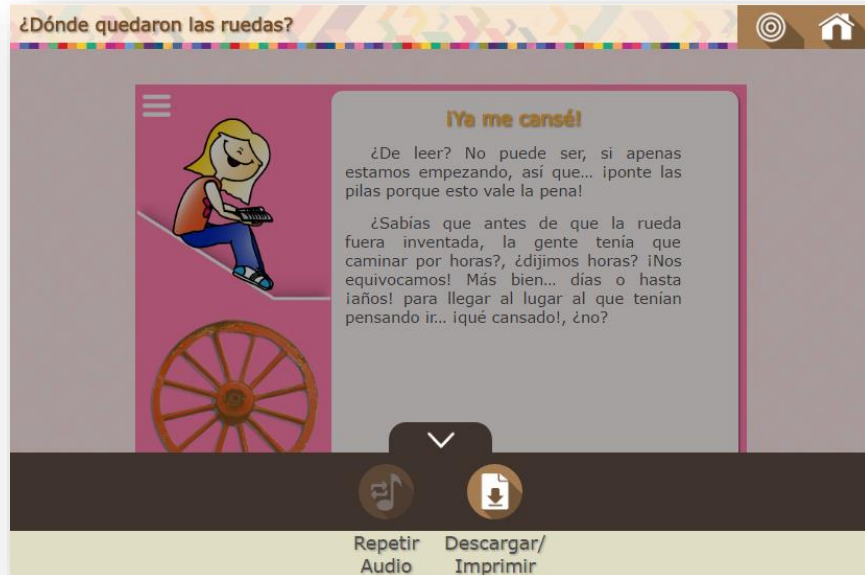 ¿Dónde quedaron las ruedas?
¡Ya me cansé!
¿De leer? No puede ser, si apenas
estamos empezando, así que... ¡ponte las
pilas porque esto vale la pena!
¿Sabías que antes de que la rueda
fuera inventada, la gente tenía que
caminar por horas?, ¿dijimos horas? ¡Nos
equivocamos! Más bien... días o hasta
¡años! para llegar al lugar al que tenían
pensando ir... ¡qué cansado!, ¿no?
Repetir Descargar/
Audio Imprimir